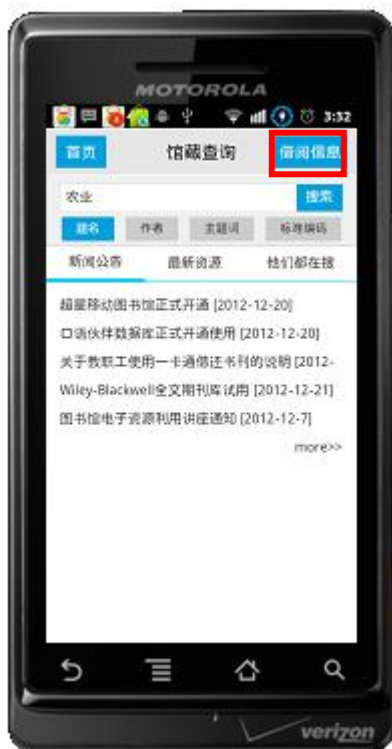 MOTOROLA
3:32
首页 馆藏查询 借阅信息
农业 搜索
题名 作者 主题词 标准编码
新闻公告 最新资源 他们都在搜
超星移动图书馆正式开通 [2012-12-20]
口语伙伴数据库正式开通使用 [2012-12-20]
关于教职工使用一卡通借还书刊的说明 [2012-
Wiley-Blackwell全文期刊库试用 [2012-12-21]
图书馆电子资源利用讲座通知 [2012-12-7]
more>>
verizon